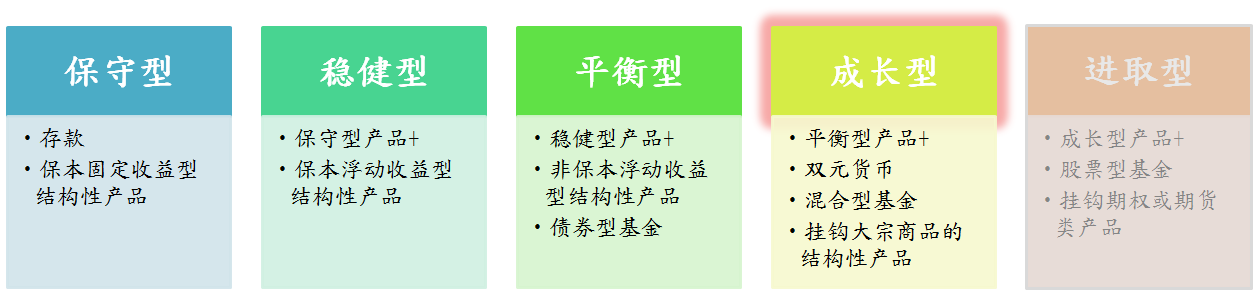 保守型
• 存款
• 保本固定收益型
结构性产品
稳健型
• 保守型产品+
• 保本浮动收益型
结构性产品
平衡型
• 稳健型产品+
• 非保本浮动收益
型结构性产品
• 债券型基金
成长型
• 平衡型产品+
• 双元货币
• 混合型基金
• 挂钩大宗商品的
结构性产品
进取型
• 成长型产品+
• 股票型基金
• 挂钩期权或期货
类产品